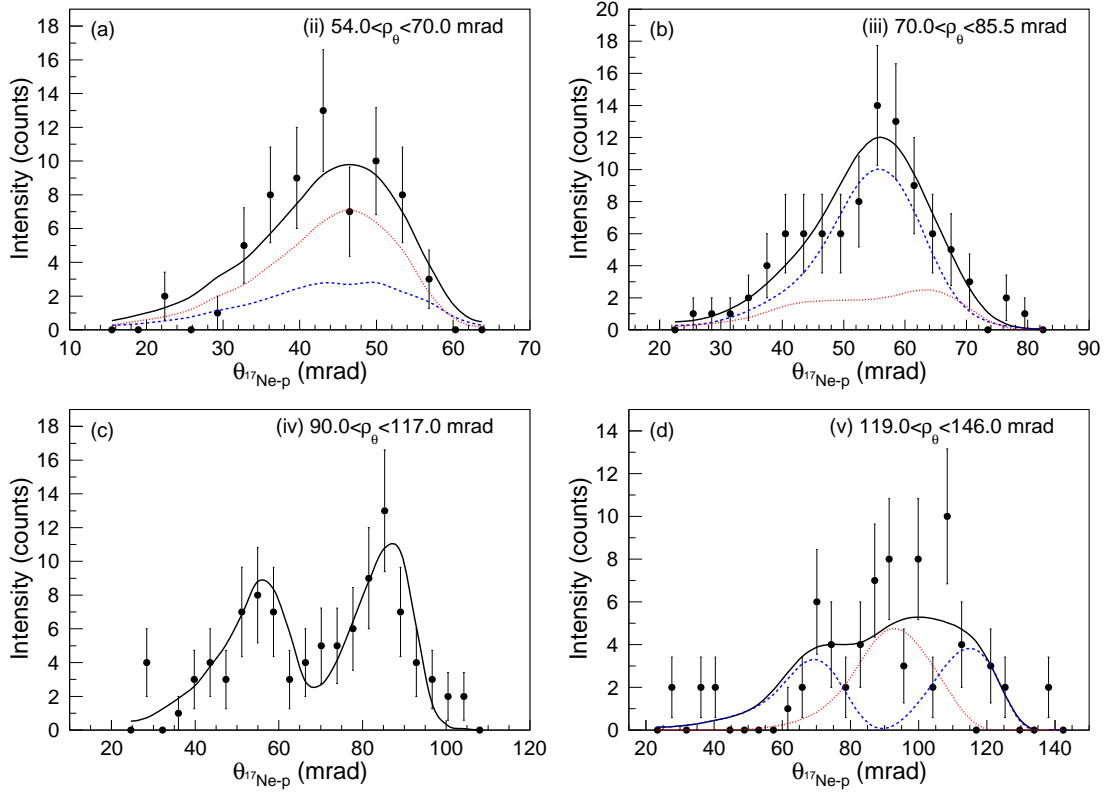 (a) (ii) 54.0<ρθ<70.0 mrad
Intensity (counts)
18
16
14
12
10
8
6
4
2
0
10 20 30 40 50 60 70
θ17Ne-p (mrad)
(b) (iii) 70.0<ρθ<85.5 mrad
Intensity (counts)
20
18
16
14
12
10
8
6
4
2
0
20 30 40 50 60 70 80 90
θ17Ne-p (mrad)
(c) (iv) 90.0<ρθ<117.0 mrad
Intensity (counts)
18
16
14
12
10
8
6
4
2
0
20 40 60 80 100 120
θ17Ne-p (mrad)
(d) (v) 119.0<ρθ<146.0 mrad
Intensity (counts)
14
12
10
8
6
4
2
0
20 40 60 80 100 120 140
θ17Ne-p (mrad)